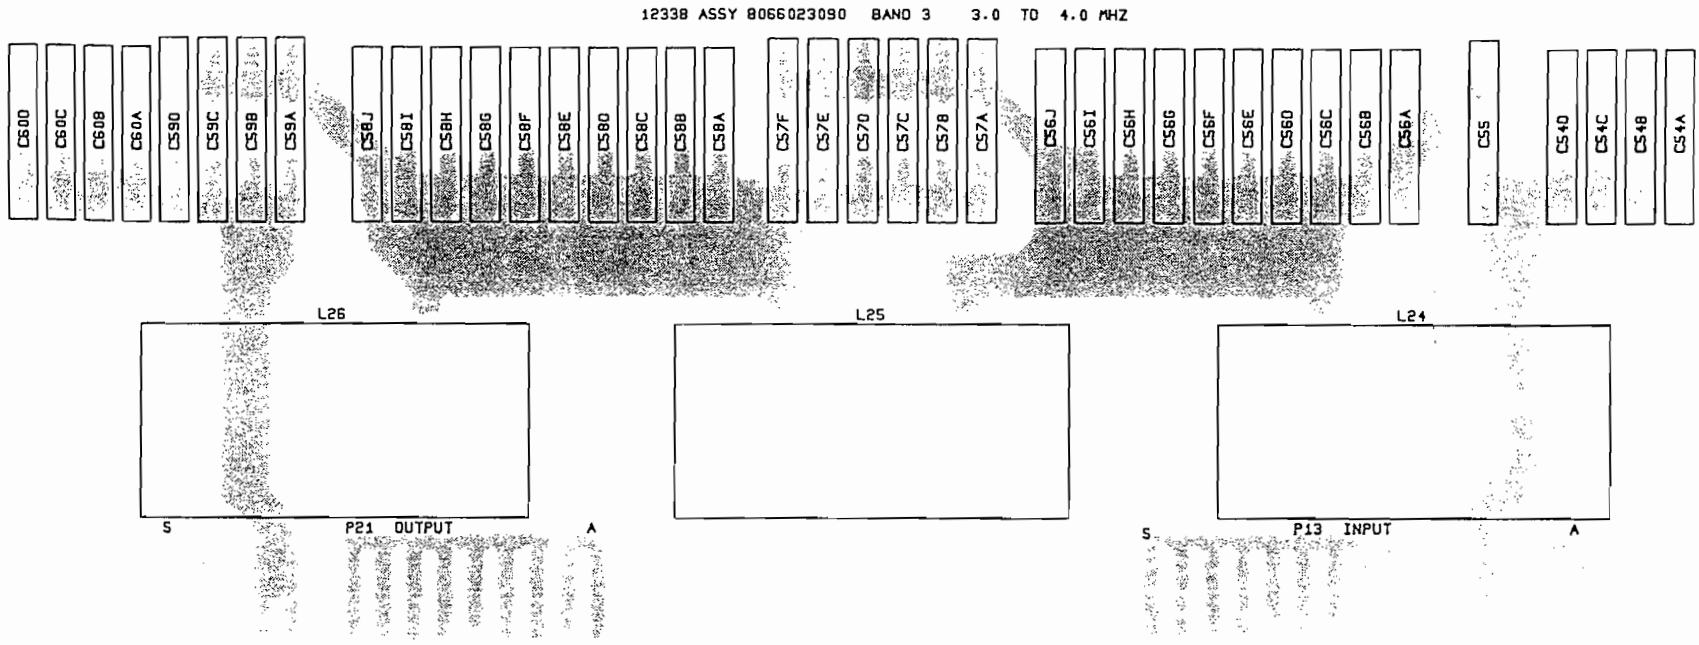 12338 ASSY 8066023090 BAND 3 3.0 TO 4.0 MHZ
C60D C60C C60B C60A C59D C59C C59B C59A C58J C58I C58H C58G C58F C58E C58D C58C C58B C58A C57F C57E C57D C57C C57B C57A C56J C56I C56H C56G C56F C56E C56D C56C C56B C56A C55 C54D C54C C54B C54A
L26 L25 L24
S P21 OUTPUT A S P13 INPUT A